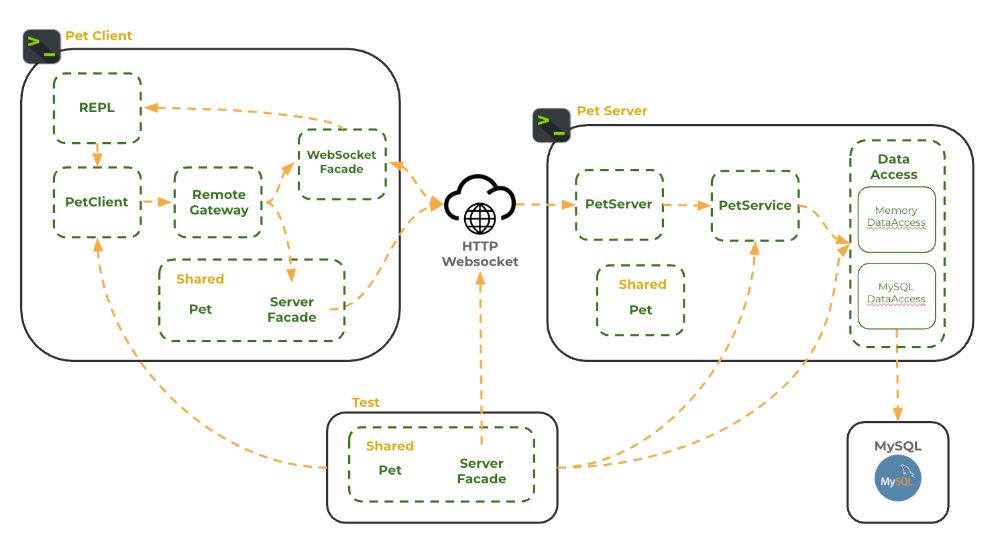 Pet Client
>_
REPL
WebSocket
Facade
PetClient
Remote
Gateway
Shared
Pet
Server
Facade
HTTP
Websocket
Pet Server
>_
PetServer
PetService
Data
Access
Memory
DataAccess
MySQL
DataAccess
Shared
Pet
Test
Shared
Pet
Server
Facade
MySQL
MySQL